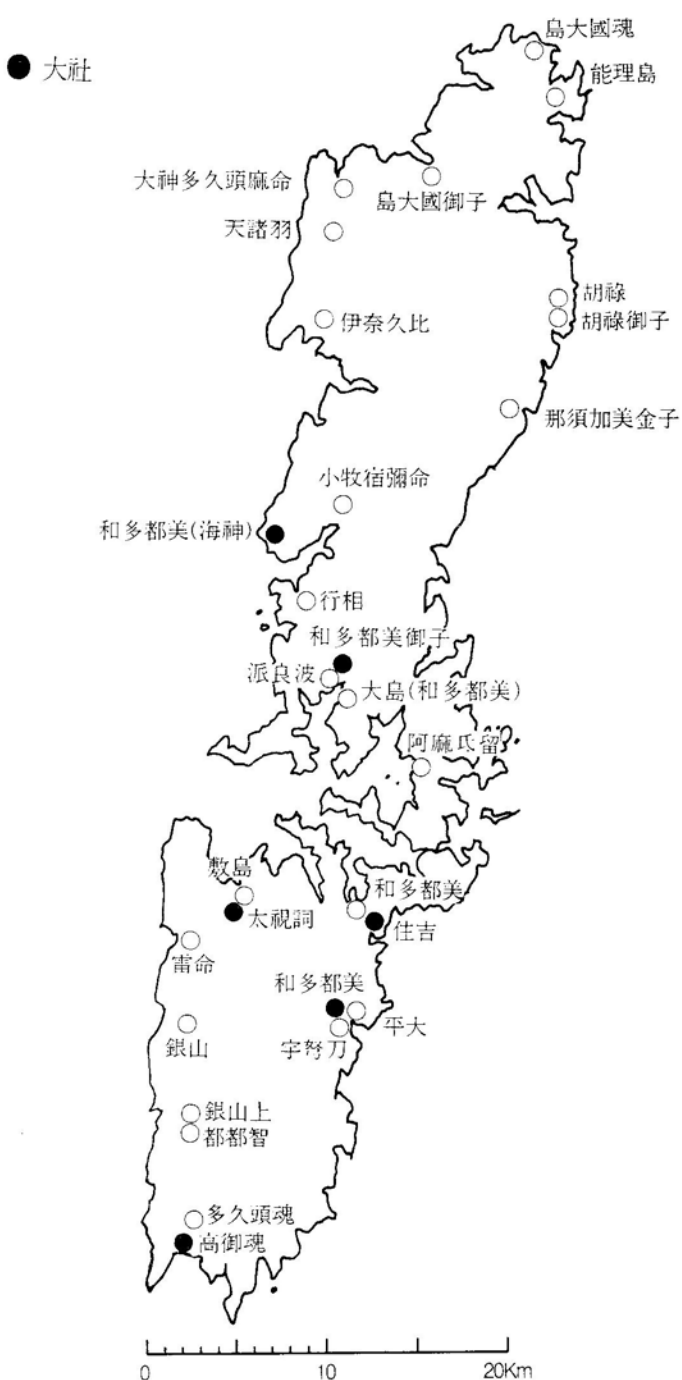 大社
島大國魂
能理島
大神多久頭麻命
島大國御子
天諸羽
胡祿
胡祿御子
伊奈久比
那須加美金子
小牧宿彌命
和多都美(海神)
行相
和多都美御子
派良波
大島(和多都美)
阿麻氐留
敷島
和多都美
太祝詞
住吉
雷命
和多都美
平大
銀山
宇努刀
銀山上
都都智
多久頭魂
高御魂
0
10
20Km